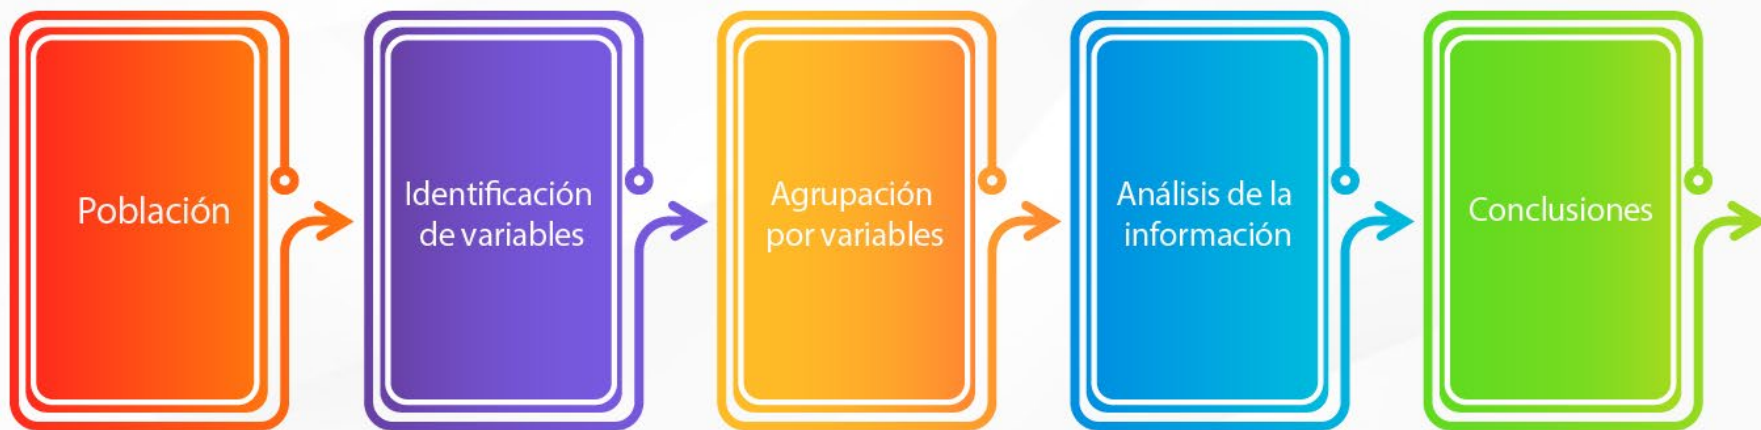 Población
Identificación
de variables
Agrupación
por variables
Análisis de la
información
Conclusiones